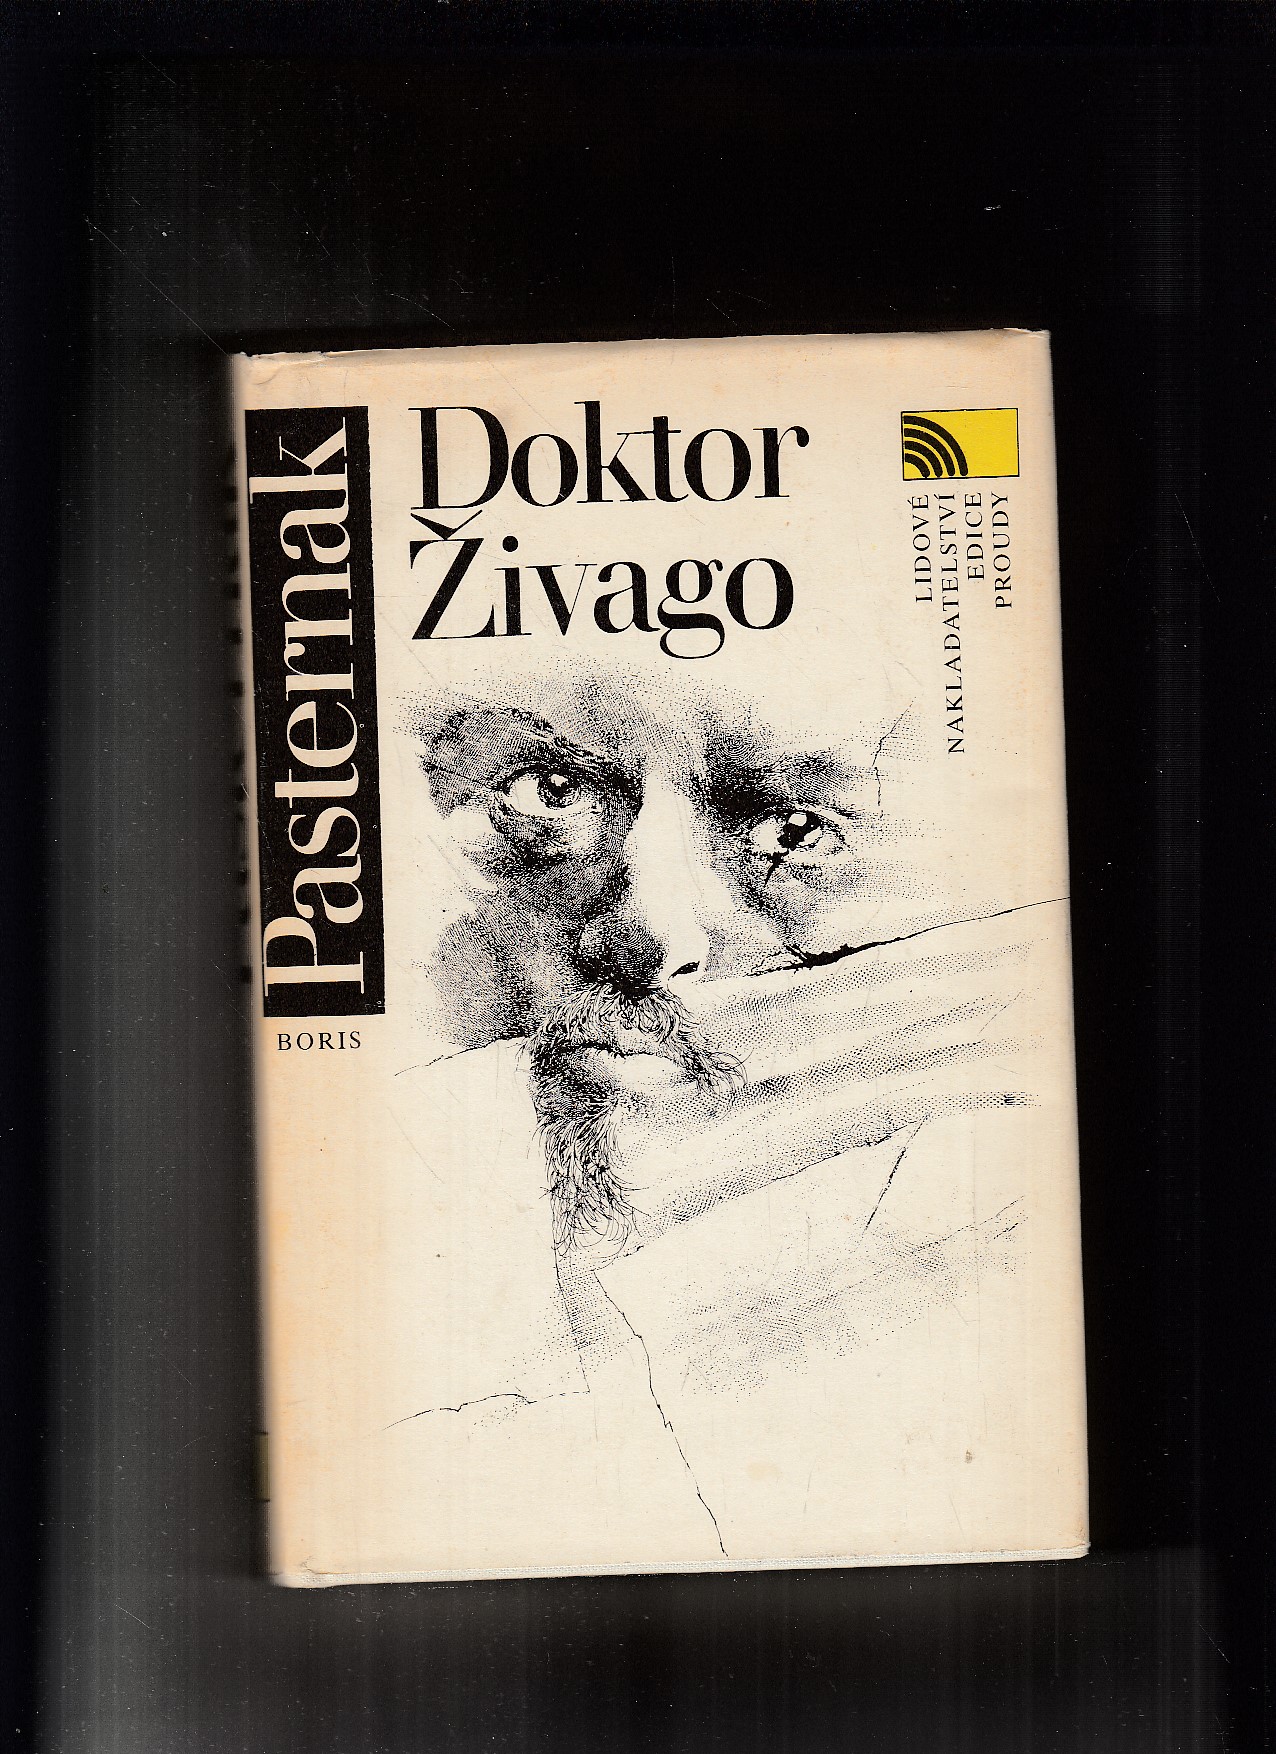 Pasternak
BORIS
Doktor
Živago
LIDOVÉ
NAKLADATELSTVÍ
EDICE
PROUDY